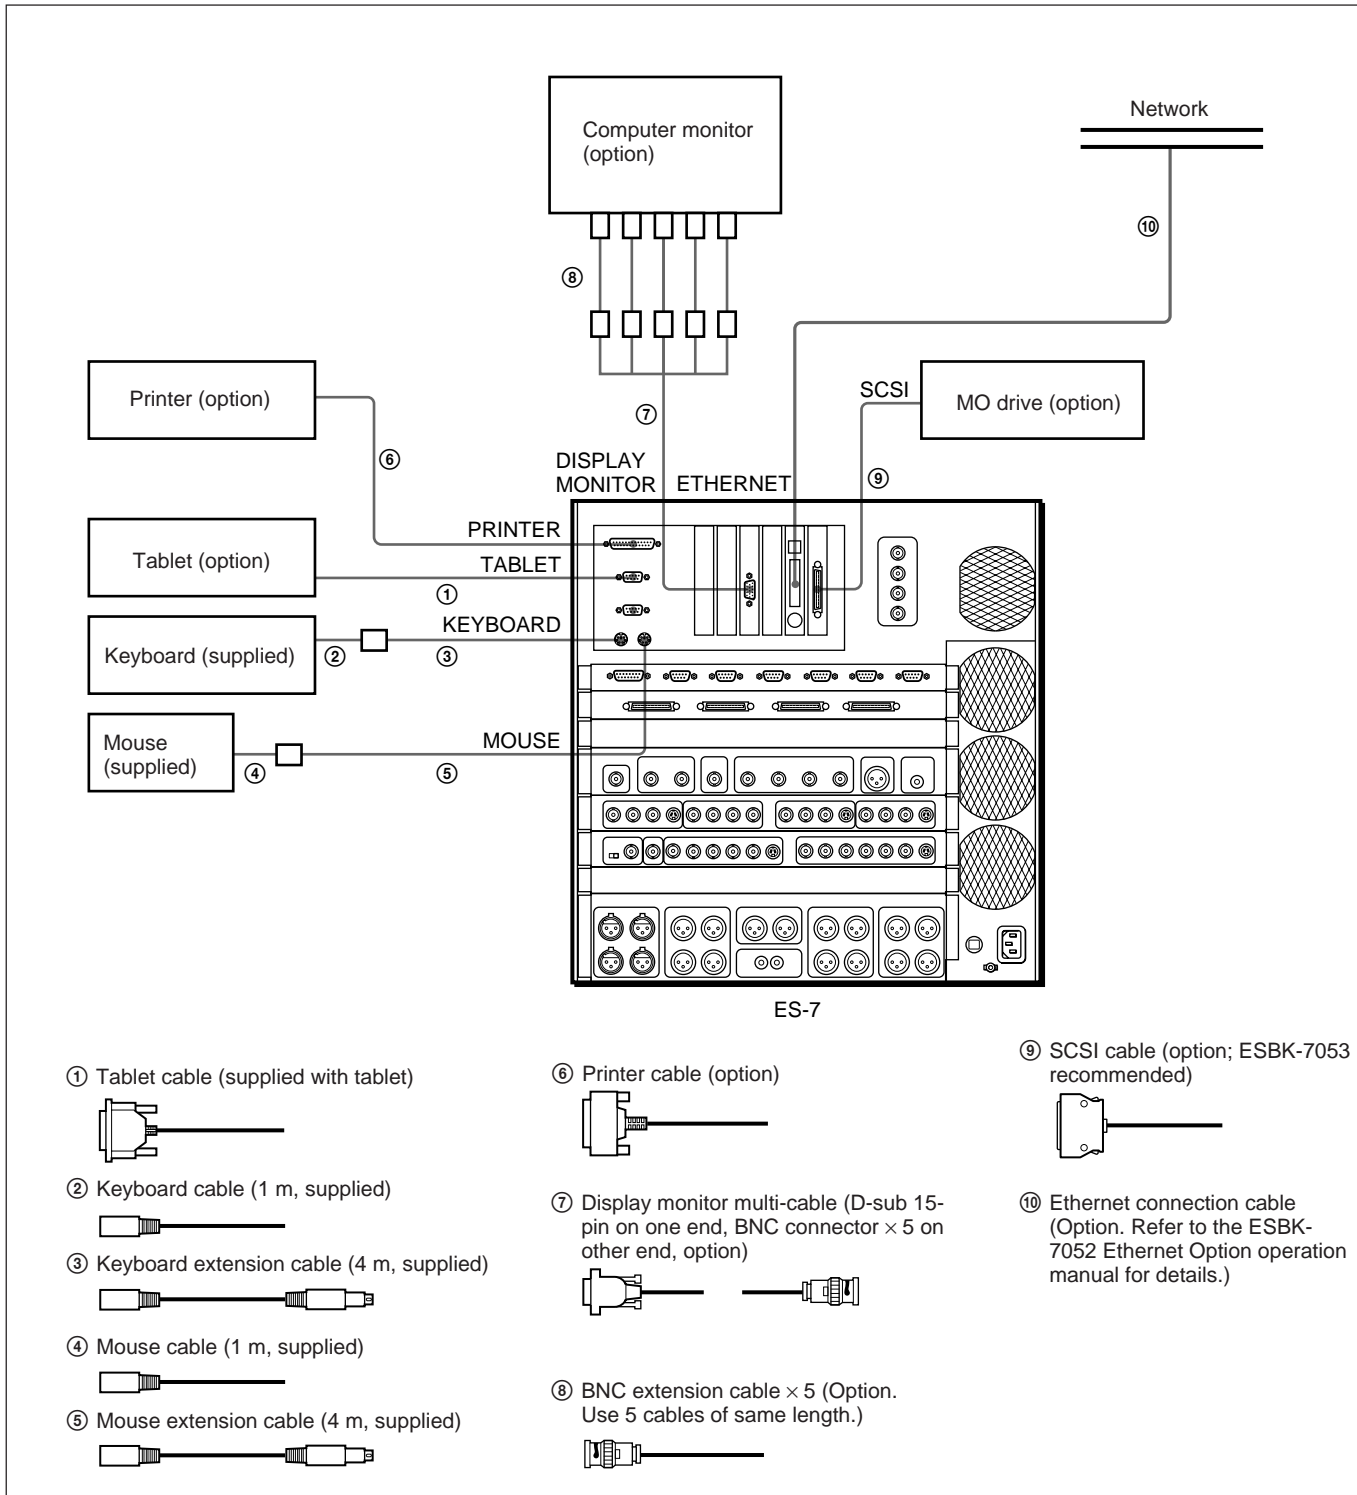 Computer monitor
(option)
Network
⑩
⑧
Printer (option)
SCSI
MO drive (option)
⑦
⑥
DISPLAY
MONITOR
ETHERNET
⑨
PRINTER
Tablet (option)
TABLET
①
KEYBOARD
Keyboard (supplied)
②
③
Mouse
(supplied)
MOUSE
④
⑤
ES-7
① Tablet cable (supplied with tablet)
② Keyboard cable (1 m, supplied)
③ Keyboard extension cable (4 m, supplied)
④ Mouse cable (1 m, supplied)
⑤ Mouse extension cable (4 m, supplied)
⑥ Printer cable (option)
⑦ Display monitor multi-cable (D-sub 15-
pin on one end, BNC connector × 5 on
other end, option)
⑧ BNC extension cable × 5 (Option.
Use 5 cables of same length.)
⑨ SCSI cable (option; ESBK-7053
recommended)
⑩ Ethernet connection cable
(Option. Refer to the ESBK-
7052 Ethernet Option operation
manual for details.)